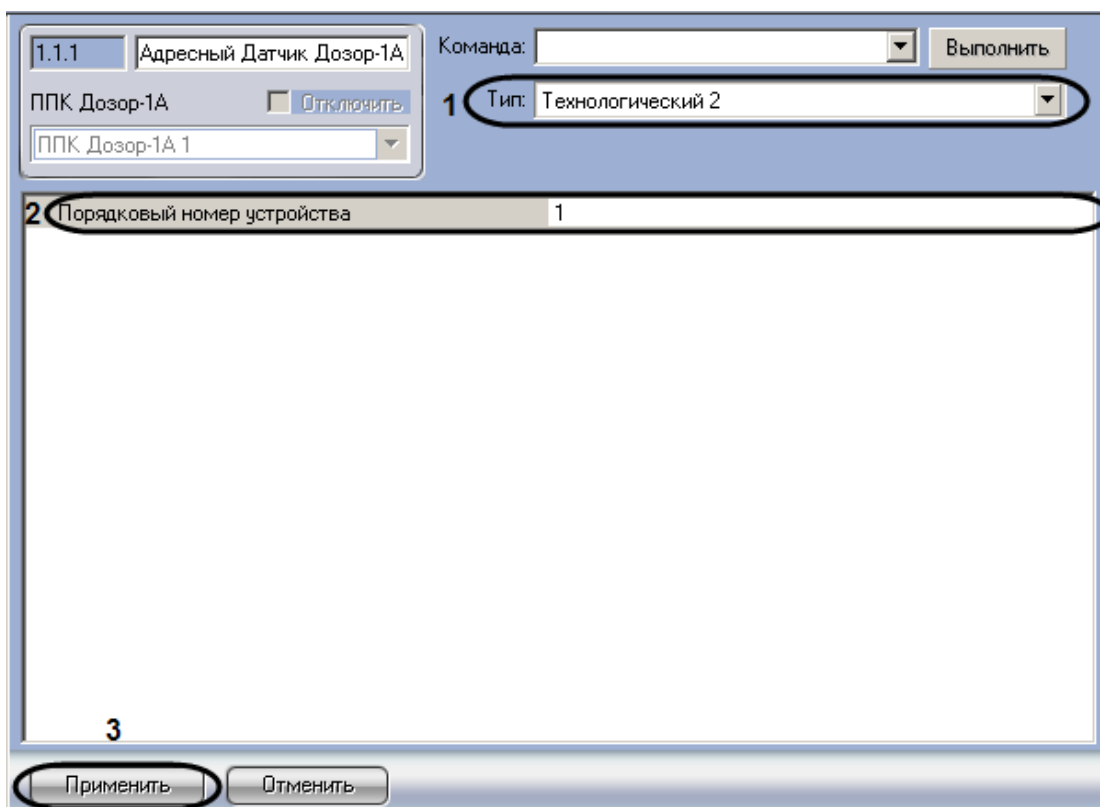 1.1.1 Адресный Датчик Дозор-1А
Команда: Выполнить
ППК Дозор-1А Отключить
1 Тип: Технологический 2
ППК Дозор-1А 1
2 Порядковый номер устройства 1
3
Применить Отменить